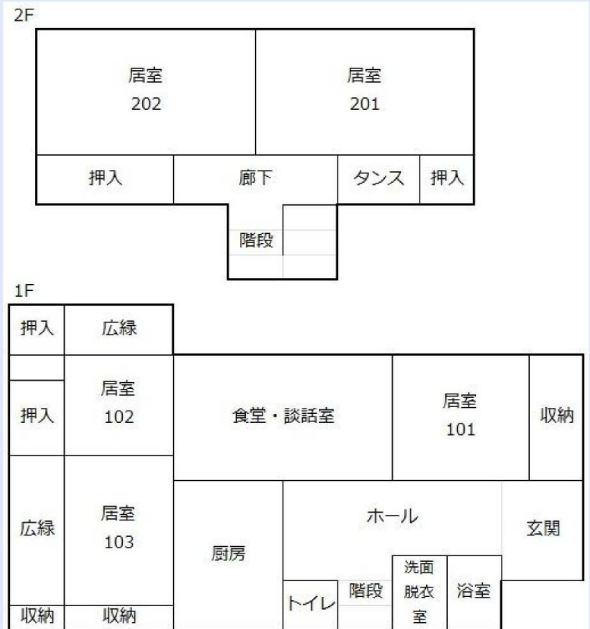 2F
居室
202
居室
201
押入
廊下
タンス
押入
階段
1F
押入
広縁
押入
居室
102
食堂・談話室
居室
101
収納
広縁
居室
103
厨房
ホール
玄関
トイレ
階段
洗面
脱衣
室
浴室
収納
収納